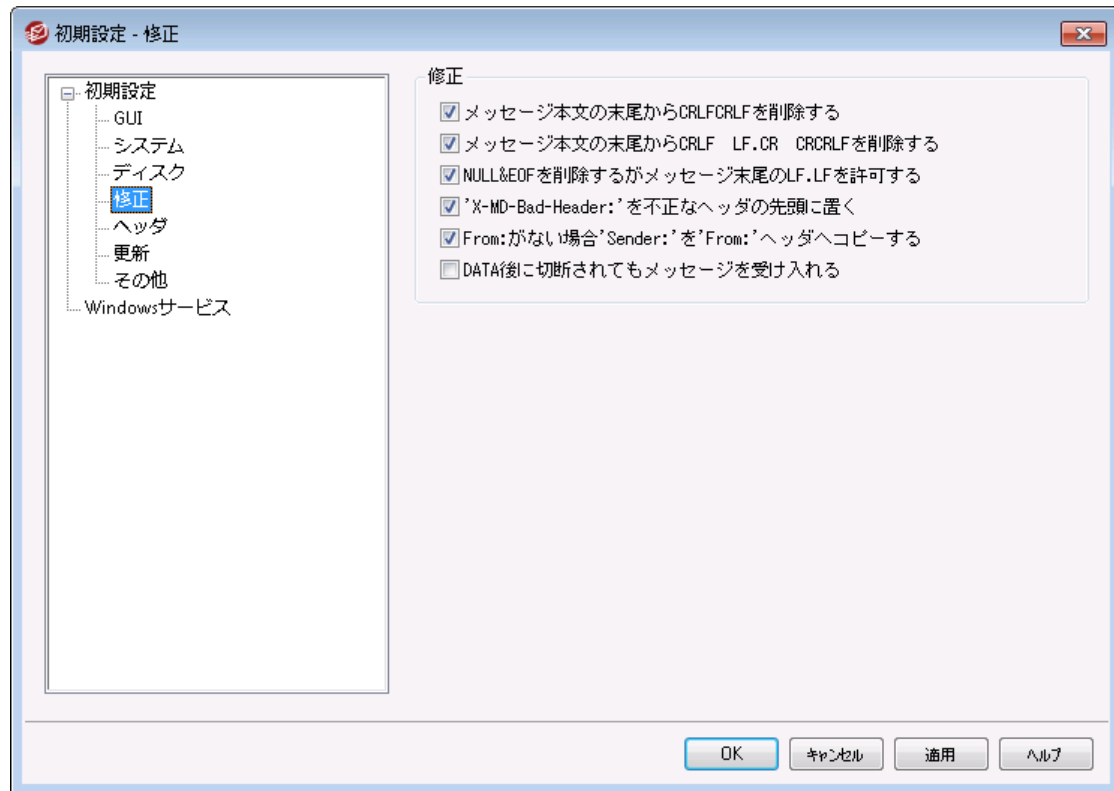 初期設定 - 修正
初期設定
GUI
システム
ディスク
修正
ヘッダ
更新
その他
Windowsサービス
修正
メッセージ本文の末尾からCRLFCRLFを削除する
メッセージ本文の末尾からCRLF　LF.CR　CRCRLFを削除する
NULL&EOFを削除するがメッセージ末尾のLF.LFを許可する
'X-MD-Bad-Header:'を不正なヘッダの先頭に置く
From:がない場合'Sender:'を'From:'ヘッダへコピーする
DATA後に切断されてもメッセージを受け入れる
OK
キャンセル
適用
ヘルプ